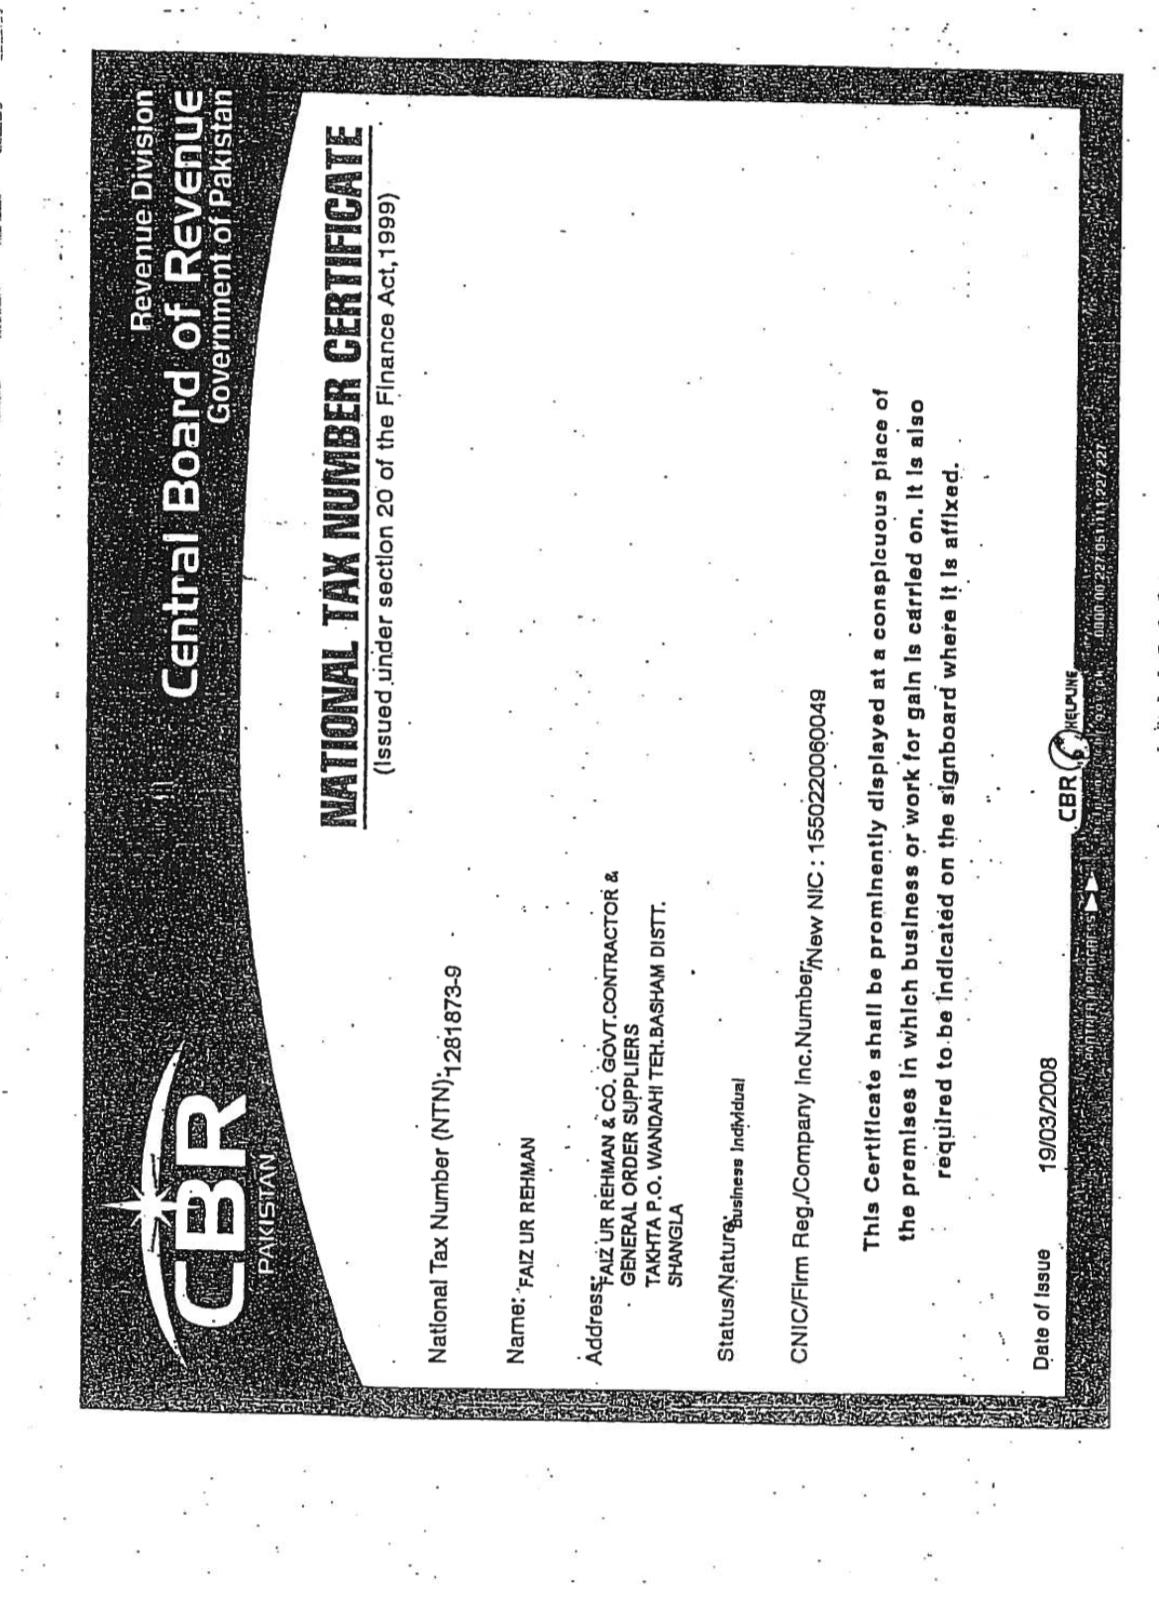 CBR
PAKISTAN
Revenue Division
Central Board of Revenue
Government of Pakistan
NATIONAL TAX NUMBER CERTIFICATE
(Issued under section 20 of the Finance Act,1999)
National Tax Number (NTN): 1281873-9
Name: FAIZ UR REHMAN
Address: FAIZ UR REHMAN & CO. GOVT.CONTRACTOR &
GENERAL ORDER SUPPLIERS
TAKHTA P.O. WANDAHI TEH.BASHAM DISTT.
SHANGLA
Status/Nature: Business Individual
CNIC/Firm Reg./Company Inc.Number: /New NIC : 1550220060049
This Certificate shall be prominently displayed at a conspicuous place of
the premises in which business or work for gain is carried on. It is also
required to be indicated on the signboard where it is affixed.
Date of Issue 19/03/2008
CBR HELPLINE
PARTNER IN PROGRESS 0800 00 227 051 111 227 227